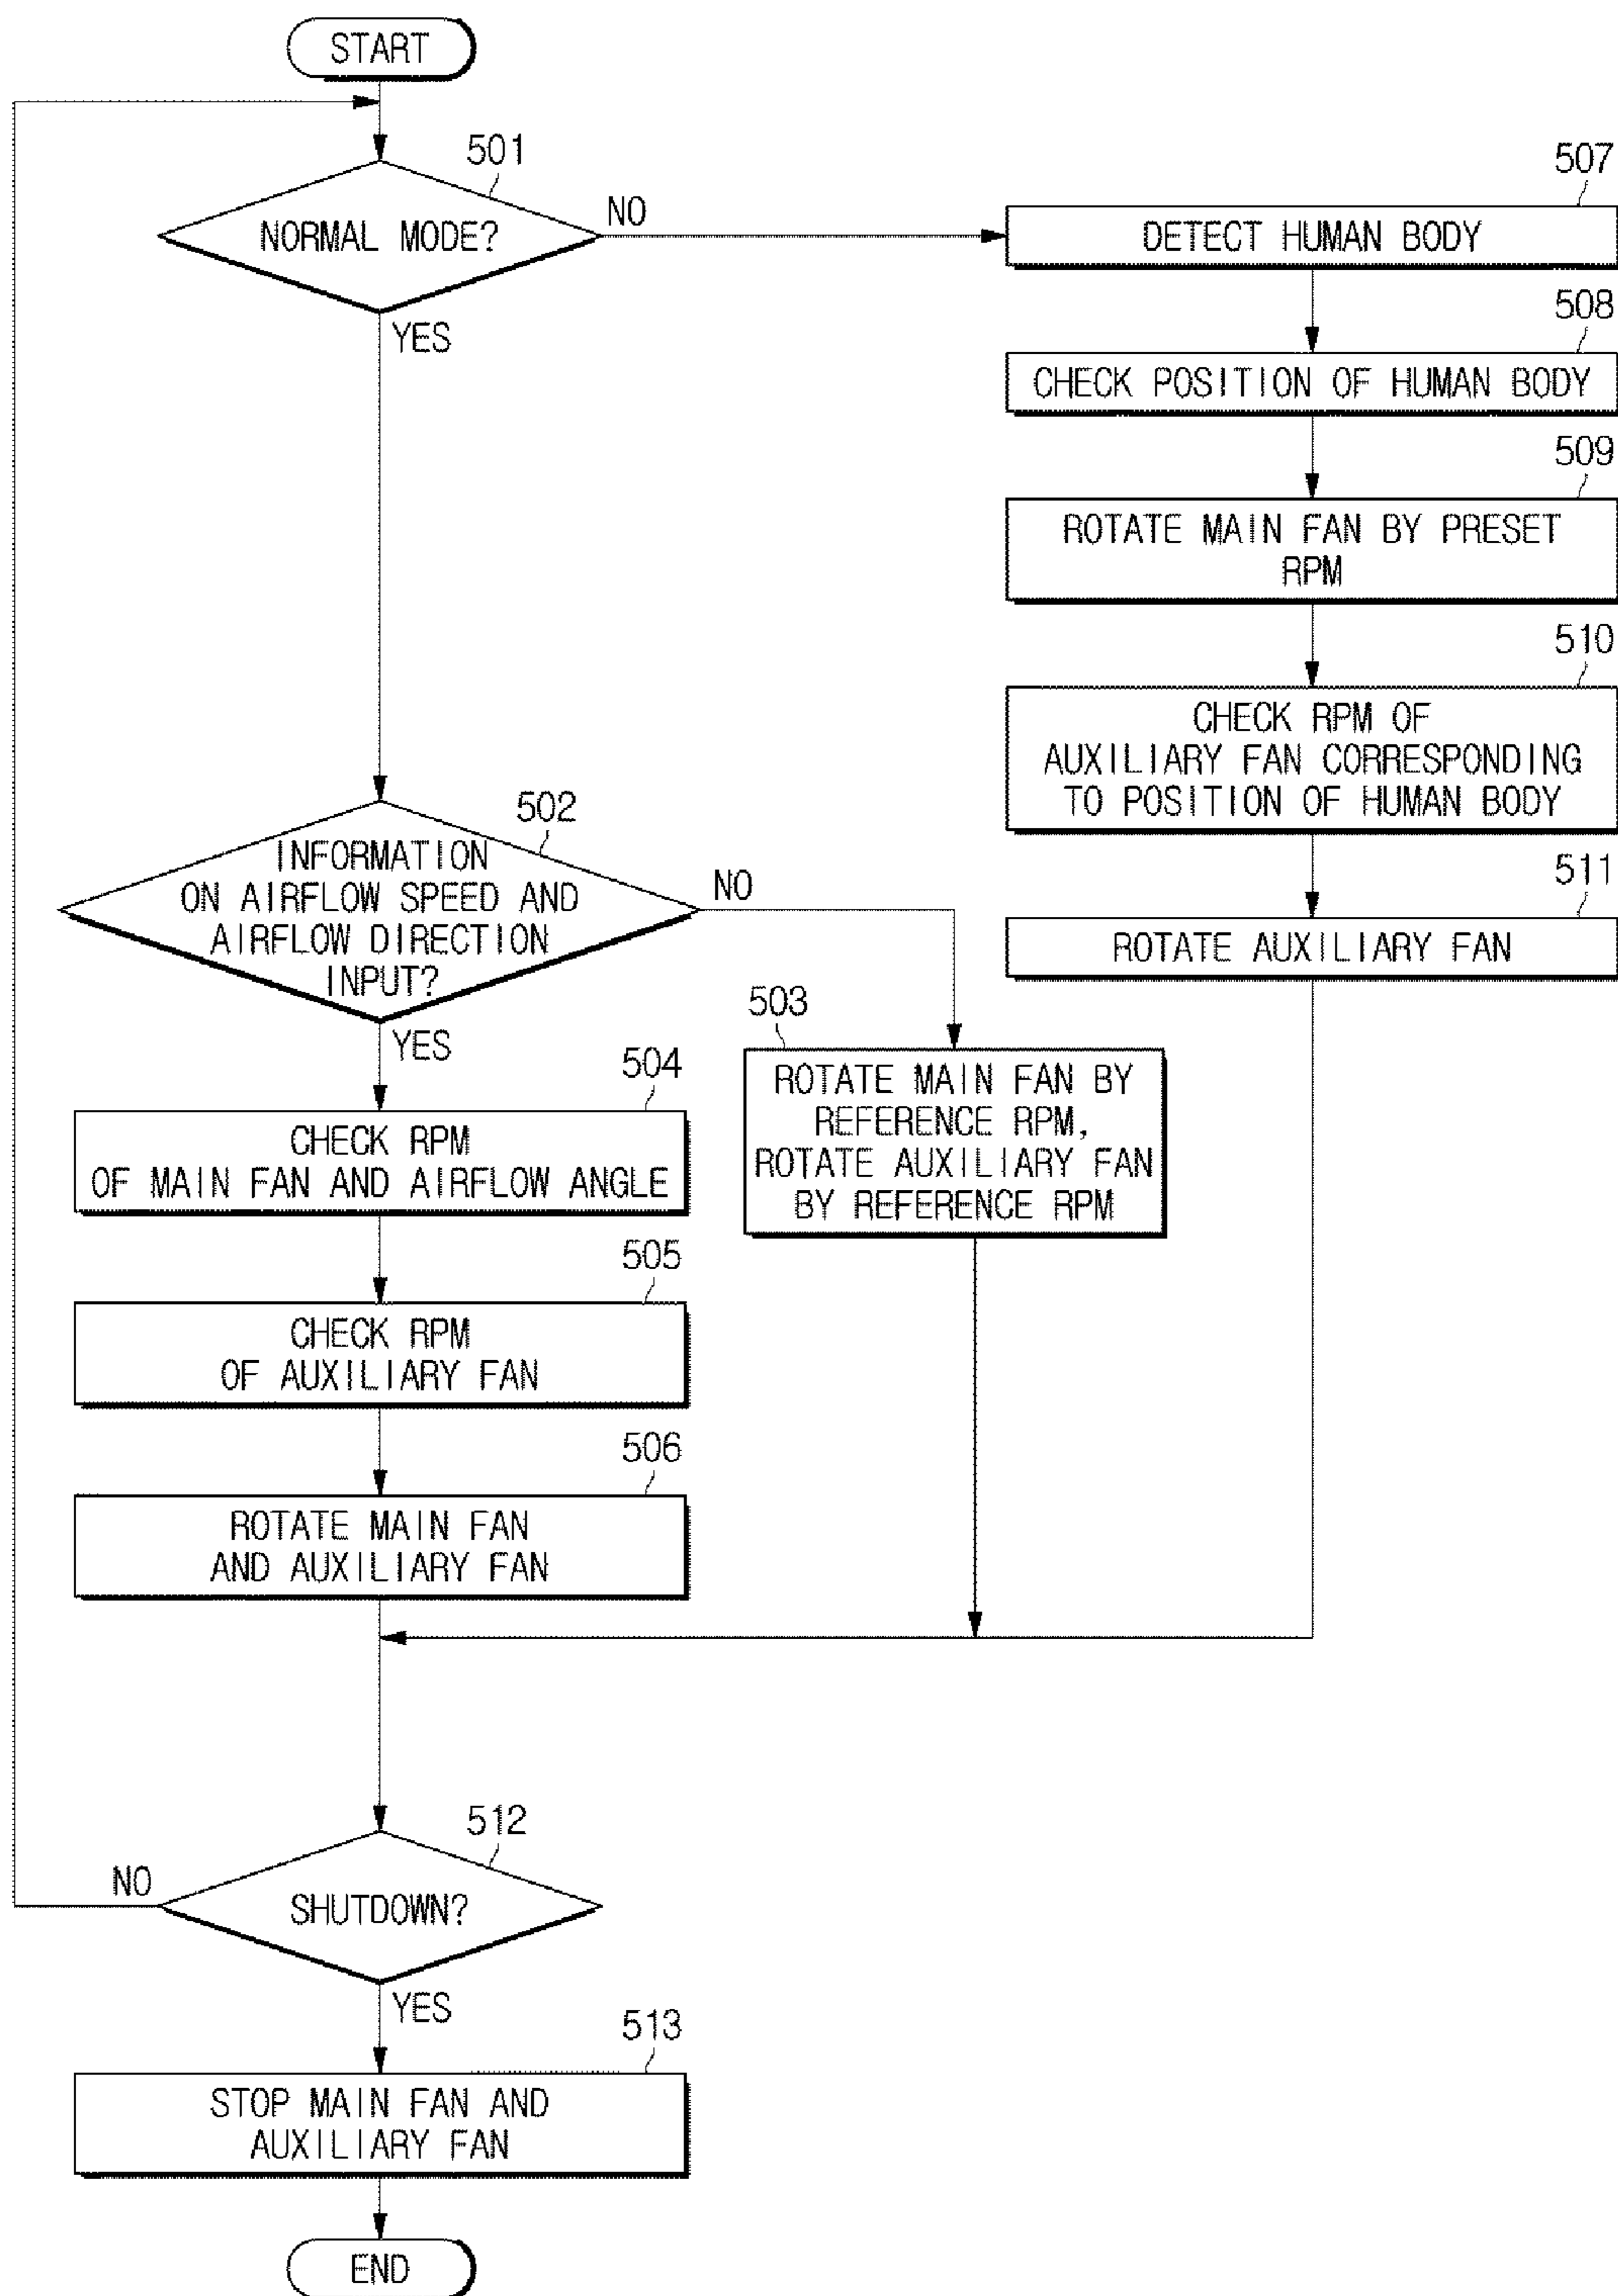 START
501
NORMAL MODE?
NO
YES
507
DETECT HUMAN BODY
508
CHECK POSITION OF HUMAN BODY
509
ROTATE MAIN FAN BY PRESET
RPM
510
CHECK RPM OF
AUXILIARY FAN CORRESPONDING
TO POSITION OF HUMAN BODY
511
ROTATE AUXILIARY FAN
502
INFORMATION
ON AIRFLOW SPEED AND
AIRFLOW DIRECTION
INPUT?
NO
YES
503
ROTATE MAIN FAN BY
REFERENCE RPM,
ROTATE AUXILIARY FAN
BY REFERENCE RPM
504
CHECK RPM
OF MAIN FAN AND AIRFLOW ANGLE
505
CHECK RPM
OF AUXILIARY FAN
506
ROTATE MAIN FAN
AND AUXILIARY FAN
512
SHUTDOWN?
NO
YES
513
STOP MAIN FAN AND
AUXILIARY FAN
END